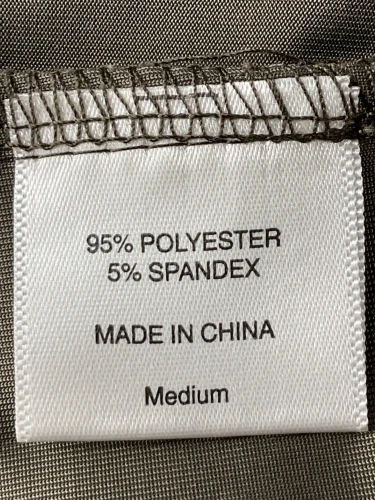 95% POLYESTER
5% SPANDEX
MADE IN CHINA
Medium